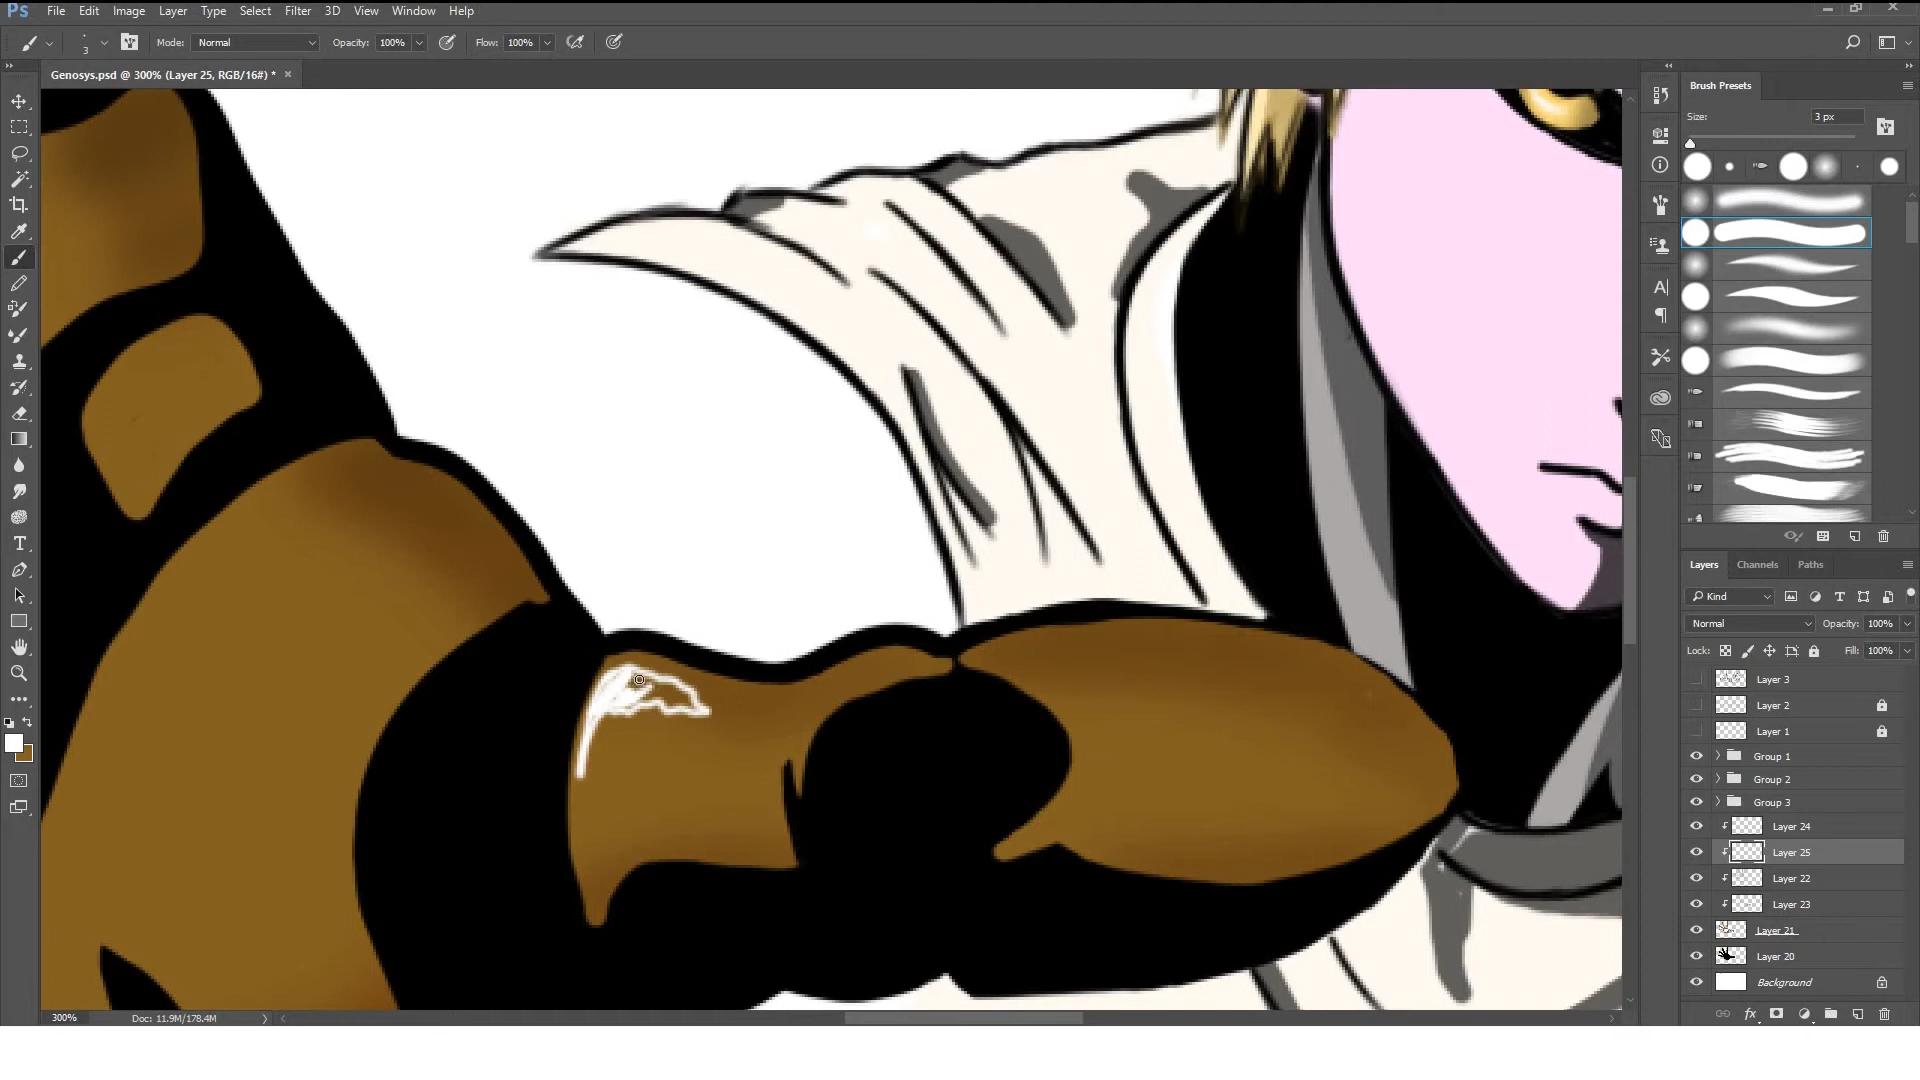 Ps File Edit Image Layer Type Select Filter 3D View Window Help
3 Mode: Normal Opacity: 100% Flow: 100%
Genosys.psd @ 300% (Layer 25, RGB/16#) * ×
Brush Presets
Size: 3 px
Layers Channels Paths
Kind
Normal Opacity: 100%
Lock: Fill: 100%
Layer 3
Layer 2
Layer 1
Group 1
Group 2
Group 3
Layer 24
Layer 25
Layer 22
Layer 23
Layer 21
Layer 20
Background
300% Doc: 11.9M/178.4M